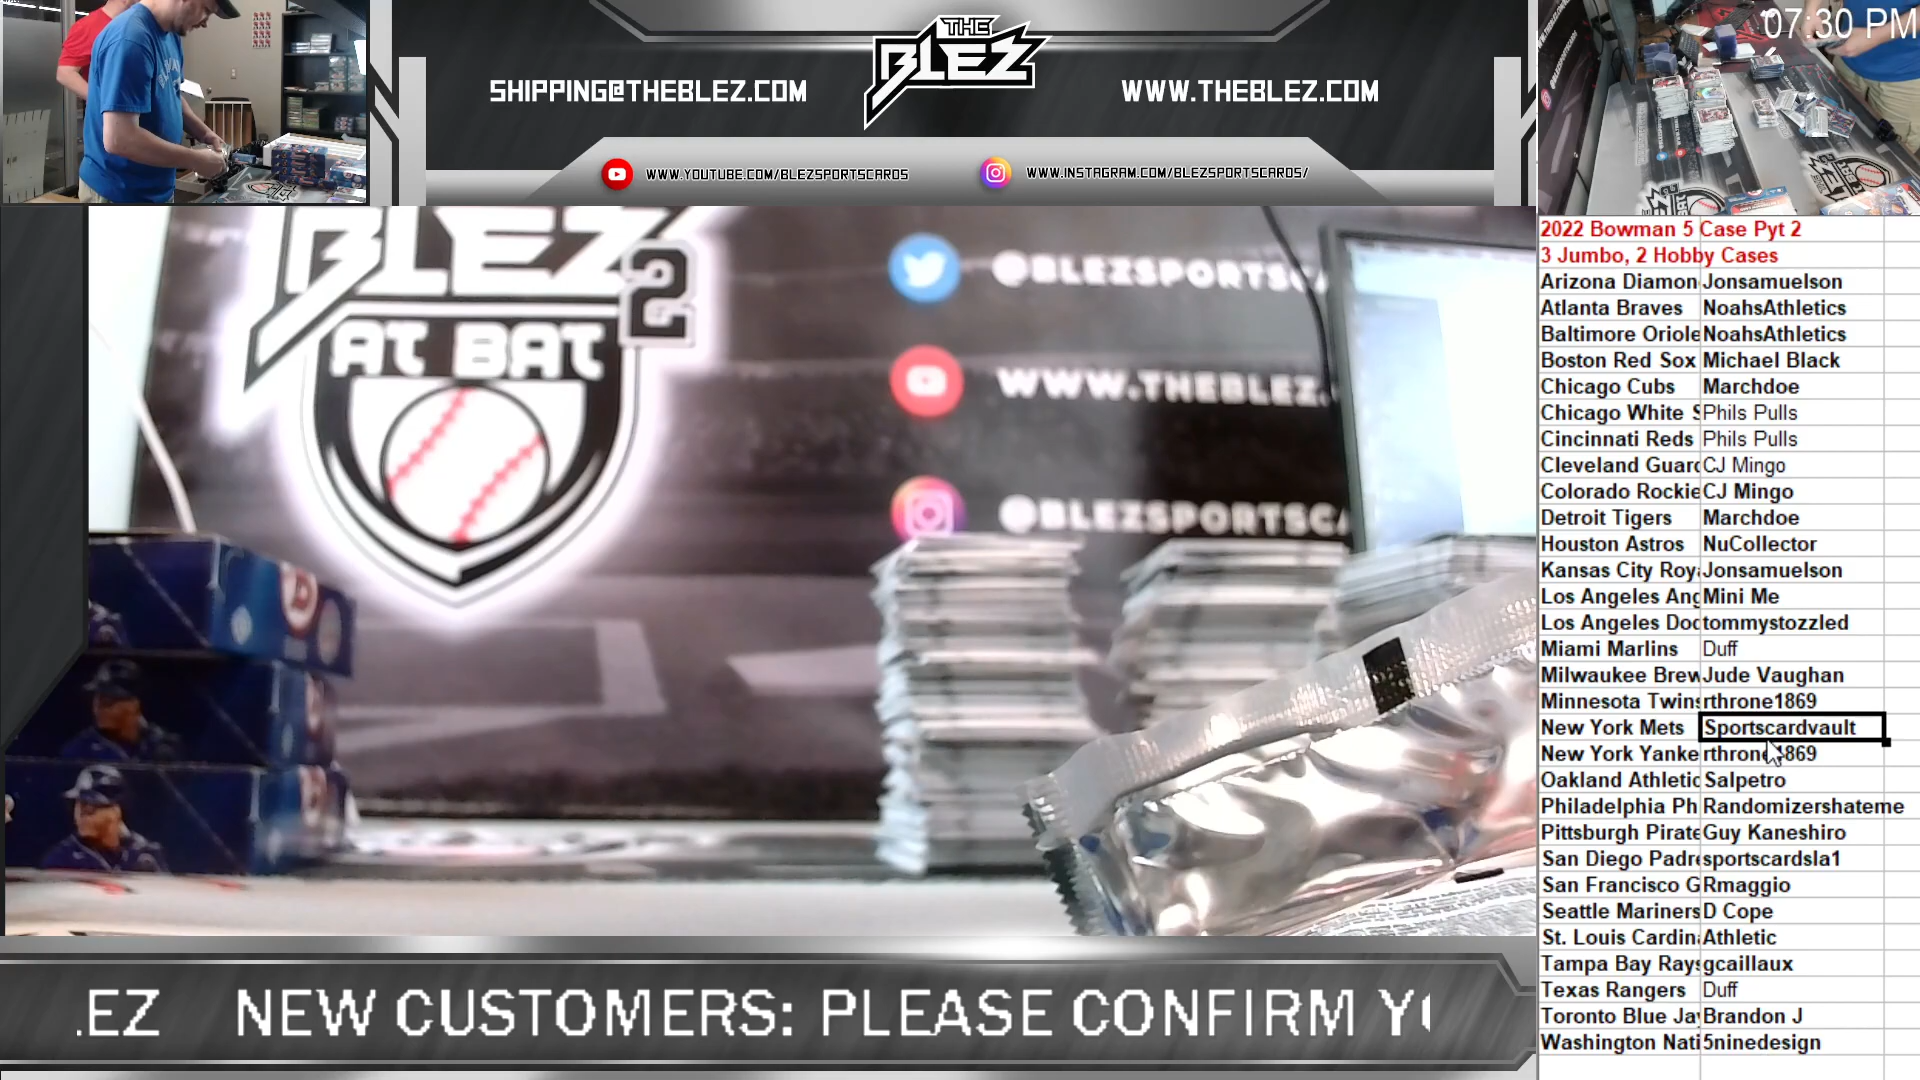 THE
BLEZ
SHIPPING@THEBLEZ.COM
WWW.THEBLEZ.COM
WWW.YOUTUBE.COM/BLEZSPORTSCARDS
WWW.INSTAGRAM.COM/BLEZSPORTSCARDS/
07:30 PM
BLEZ 2
AT BAT
@BLEZSPORTSCA
WWW.THEBLEZ.
@BLEZSPORTSCA
2022 Bowman 5 Case Pyt 2
3 Jumbo, 2 Hobby Cases
Arizona Diamon Jonsamuelson
Atlanta Braves NoahsAthletics
Baltimore Oriole NoahsAthletics
Boston Red Sox Michael Black
Chicago Cubs Marchdoe
Chicago White S Phils Pulls
Cincinnati Reds Phils Pulls
Cleveland Guard CJ Mingo
Colorado Rockie CJ Mingo
Detroit Tigers Marchdoe
Houston Astros NuCollector
Kansas City Roya Jonsamuelson
Los Angeles Ang Mini Me
Los Angeles Dod tommystozzled
Miami Marlins Duff
Milwaukee Brew Jude Vaughan
Minnesota Twins rthrone1869
New York Mets Sportscardvault
New York Yanke rthrone1869
Oakland Athletic Salpetro
Philadelphia Ph Randomizershateme
Pittsburgh Pirate Guy Kaneshiro
San Diego Padre sportscardsla1
San Francisco G Rmaggio
Seattle Mariners D Cope
St. Louis Cardina Athletic
Tampa Bay Rays gcaillaux
Texas Rangers Duff
Toronto Blue Jay Brandon J
Washington Nati 5ninedesign
.EZ NEW CUSTOMERS: PLEASE CONFIRM Y